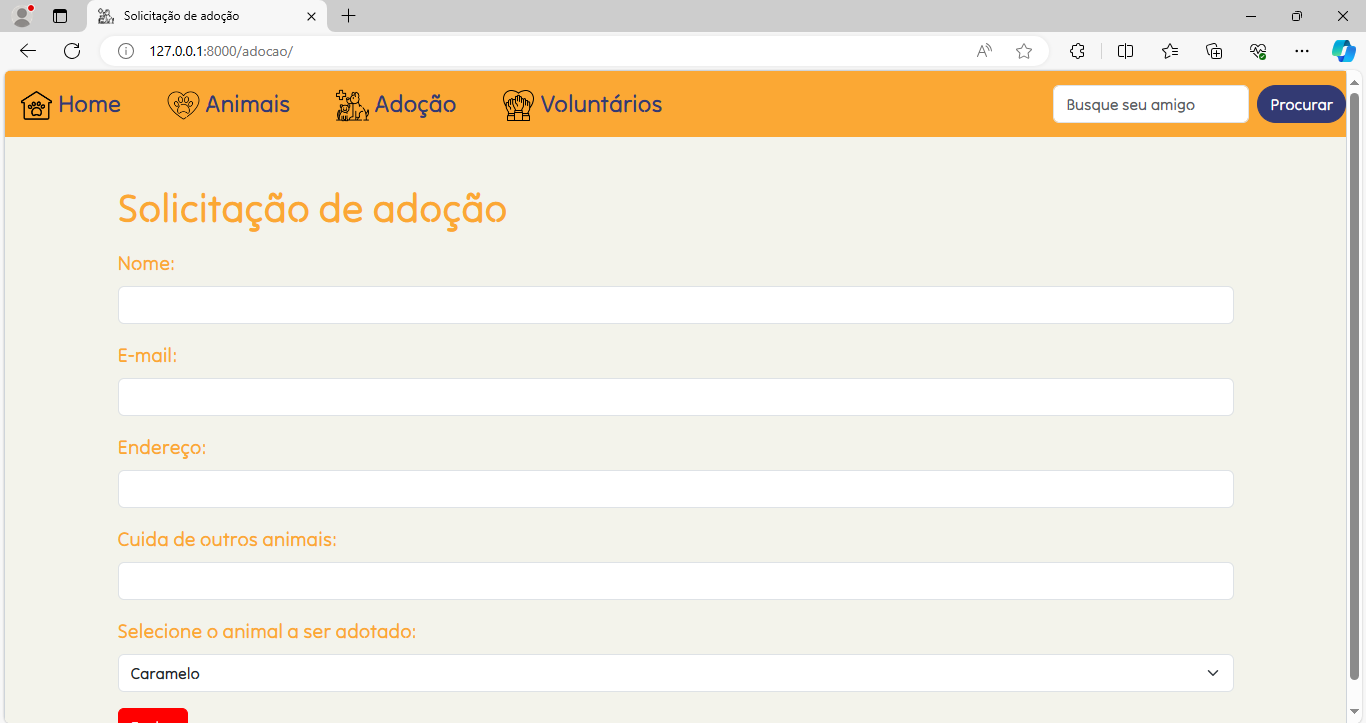 Solicitação de adoção
127.0.0.1:8000/adocao/
Home Animais Adoção Voluntários Busque seu amigo Procurar
Solicitação de adoção
Nome:
E-mail:
Endereço:
Cuida de outros animais:
Selecione o animal a ser adotado:
Caramelo